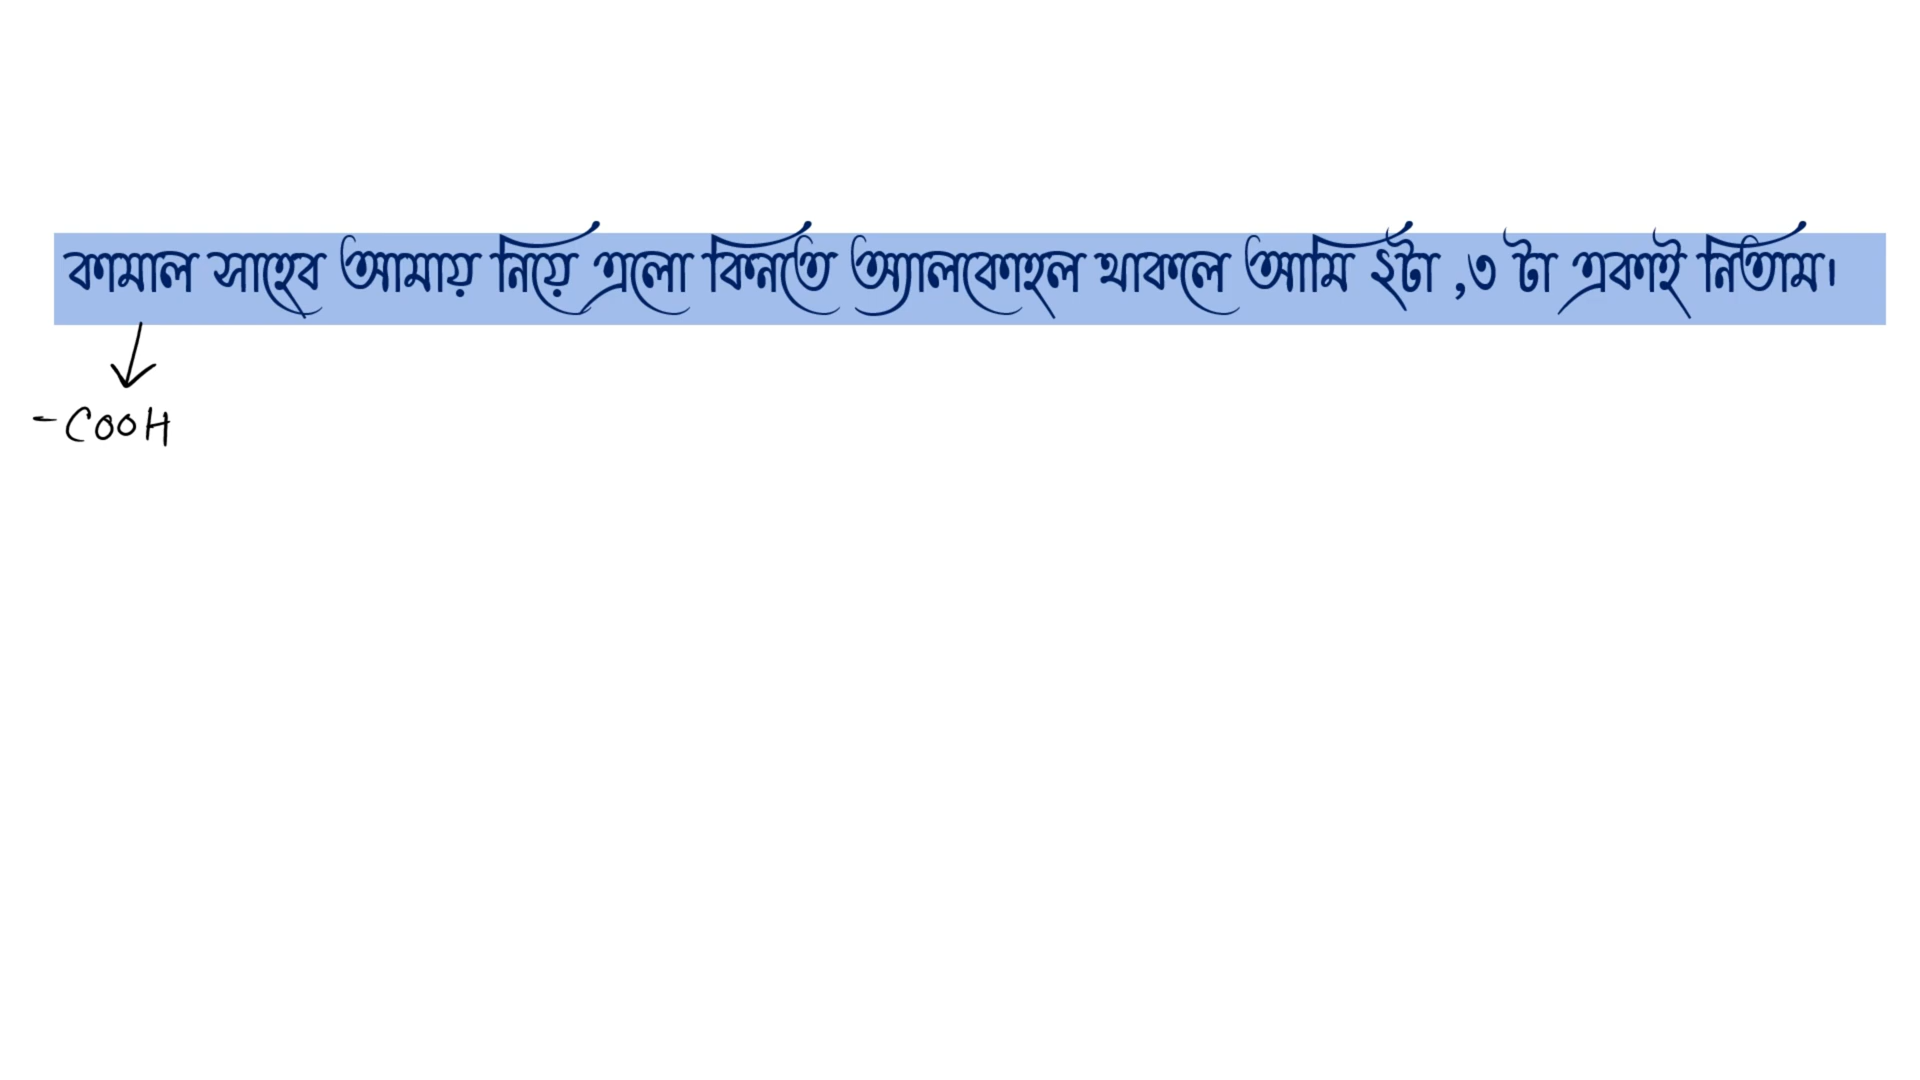 কামাল সাহেব আমায় নিয়ে এলো কিনতে অ্যালকোহল থাকলে আমি ২টা ,৩ টা একাই নিতাম।
-COOH